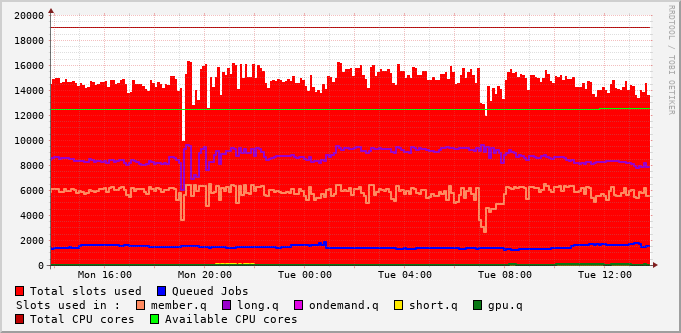 20000
18000
16000
14000
12000
10000
8000
6000
4000
2000
0
Mon 16:00 Mon 20:00 Tue 00:00 Tue 04:00 Tue 08:00 Tue 12:00
Total slots used Queued Jobs
Slots used in : member.q long.q ondemand.q short.q gpu.q
Total CPU cores Available CPU cores
RRDTOOL / TOBI OETIKER